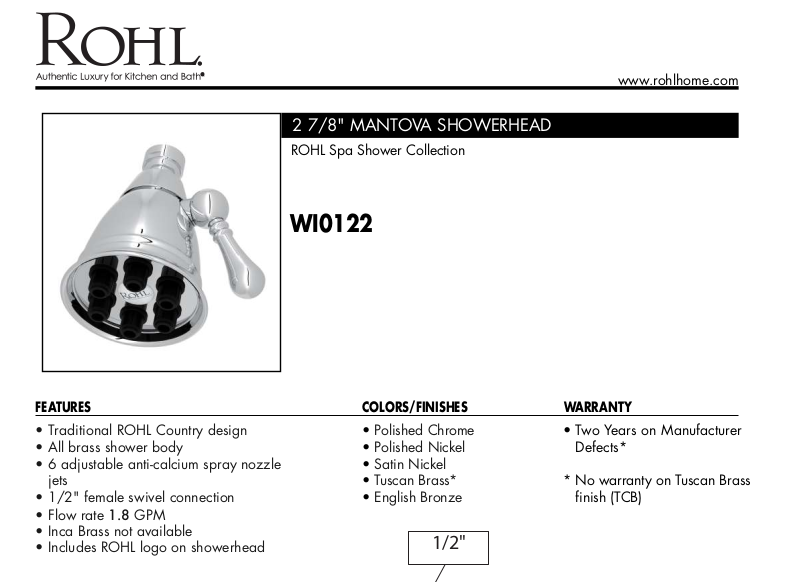 ROHL.
Authentic Luxury for Kitchen and Bath®
www.rohlhome.com
2 7/8" MANTOVA SHOWERHEAD
ROHL Spa Shower Collection
WI0122
ROHL
FEATURES
• Traditional ROHL Country design
• All brass shower body
• 6 adjustable anti-calcium spray nozzle
jets
• 1/2" female swivel connection
• Flow rate 1.8 GPM
• Inca Brass not available
• Includes ROHL logo on showerhead
COLORS/FINISHES
• Polished Chrome
• Polished Nickel
• Satin Nickel
• Tuscan Brass*
• English Bronze
WARRANTY
• Two Years on Manufacturer
Defects*
* No warranty on Tuscan Brass
finish (TCB)
1/2"